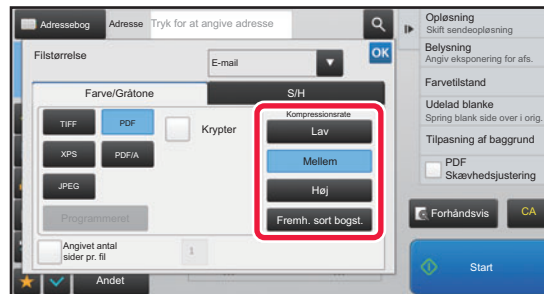 Adressebog
Adresse
Tryk for at angive adresse
Filstørrelse
E-mail
OK
Farve/Gråtone
S/H
TIFF
PDF
Krypter
XPS
PDF/A
JPEG
Programmeret
Kompressionsrate
Lav
Mellem
Høj
Fremh. sort bogst.
Angivet antal
sider pr. fil
1
Andet
Opløsning
Skift sendeopløsning
Belysning
Angiv eksponering for afs.
Farvetilstand
Udelad blanke
Spring blank side over i orig.
Tilpasning af baggrund
PDF
Skævhedsjustering
Forhåndsvis
CA
Start